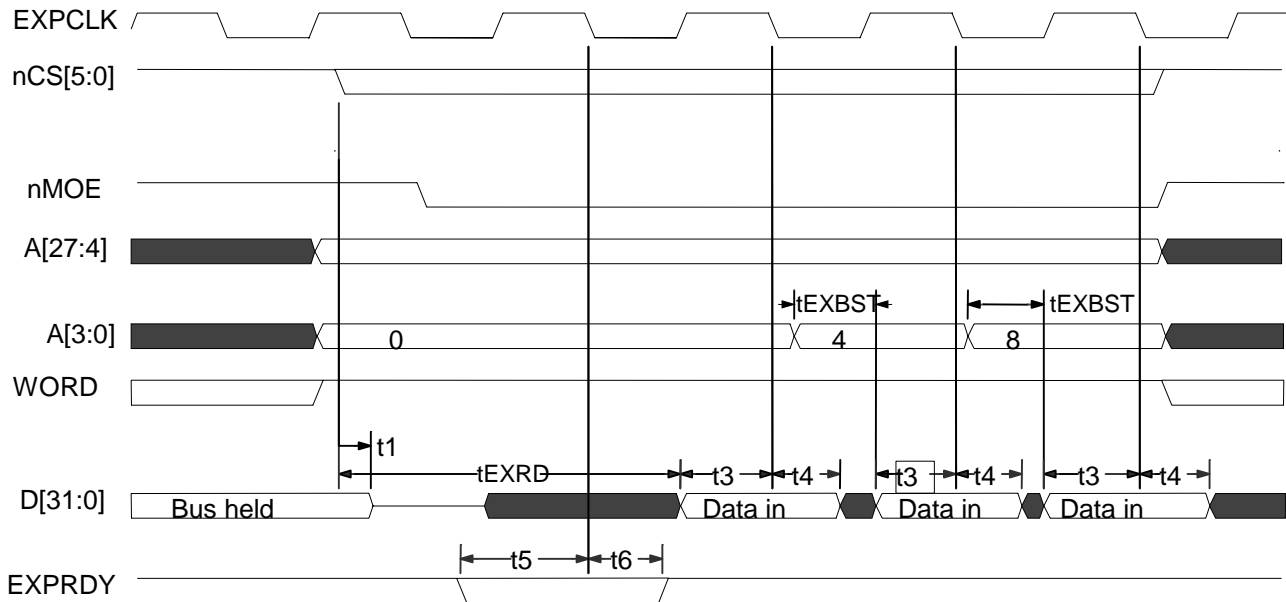 EXPCLK
nCS[5:0]
nMOE
A[27:4]
tEXBST tEXBST
A[3:0] 0 4 8
WORD
t1
tEXRD t3 t4 t3 t4 t3 t4
D[31:0] Bus held Data in Data in Data in
t5 t6
EXPRDY